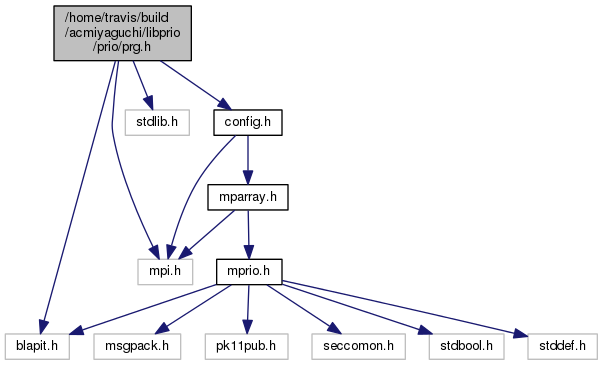 /home/travis/build
/acmiyaguchi/libprio
/prio/prg.h
stdlib.h
config.h
mparray.h
mpi.h
mprio.h
blapit.h
msgpack.h
pk11pub.h
seccomon.h
stdbool.h
stddef.h